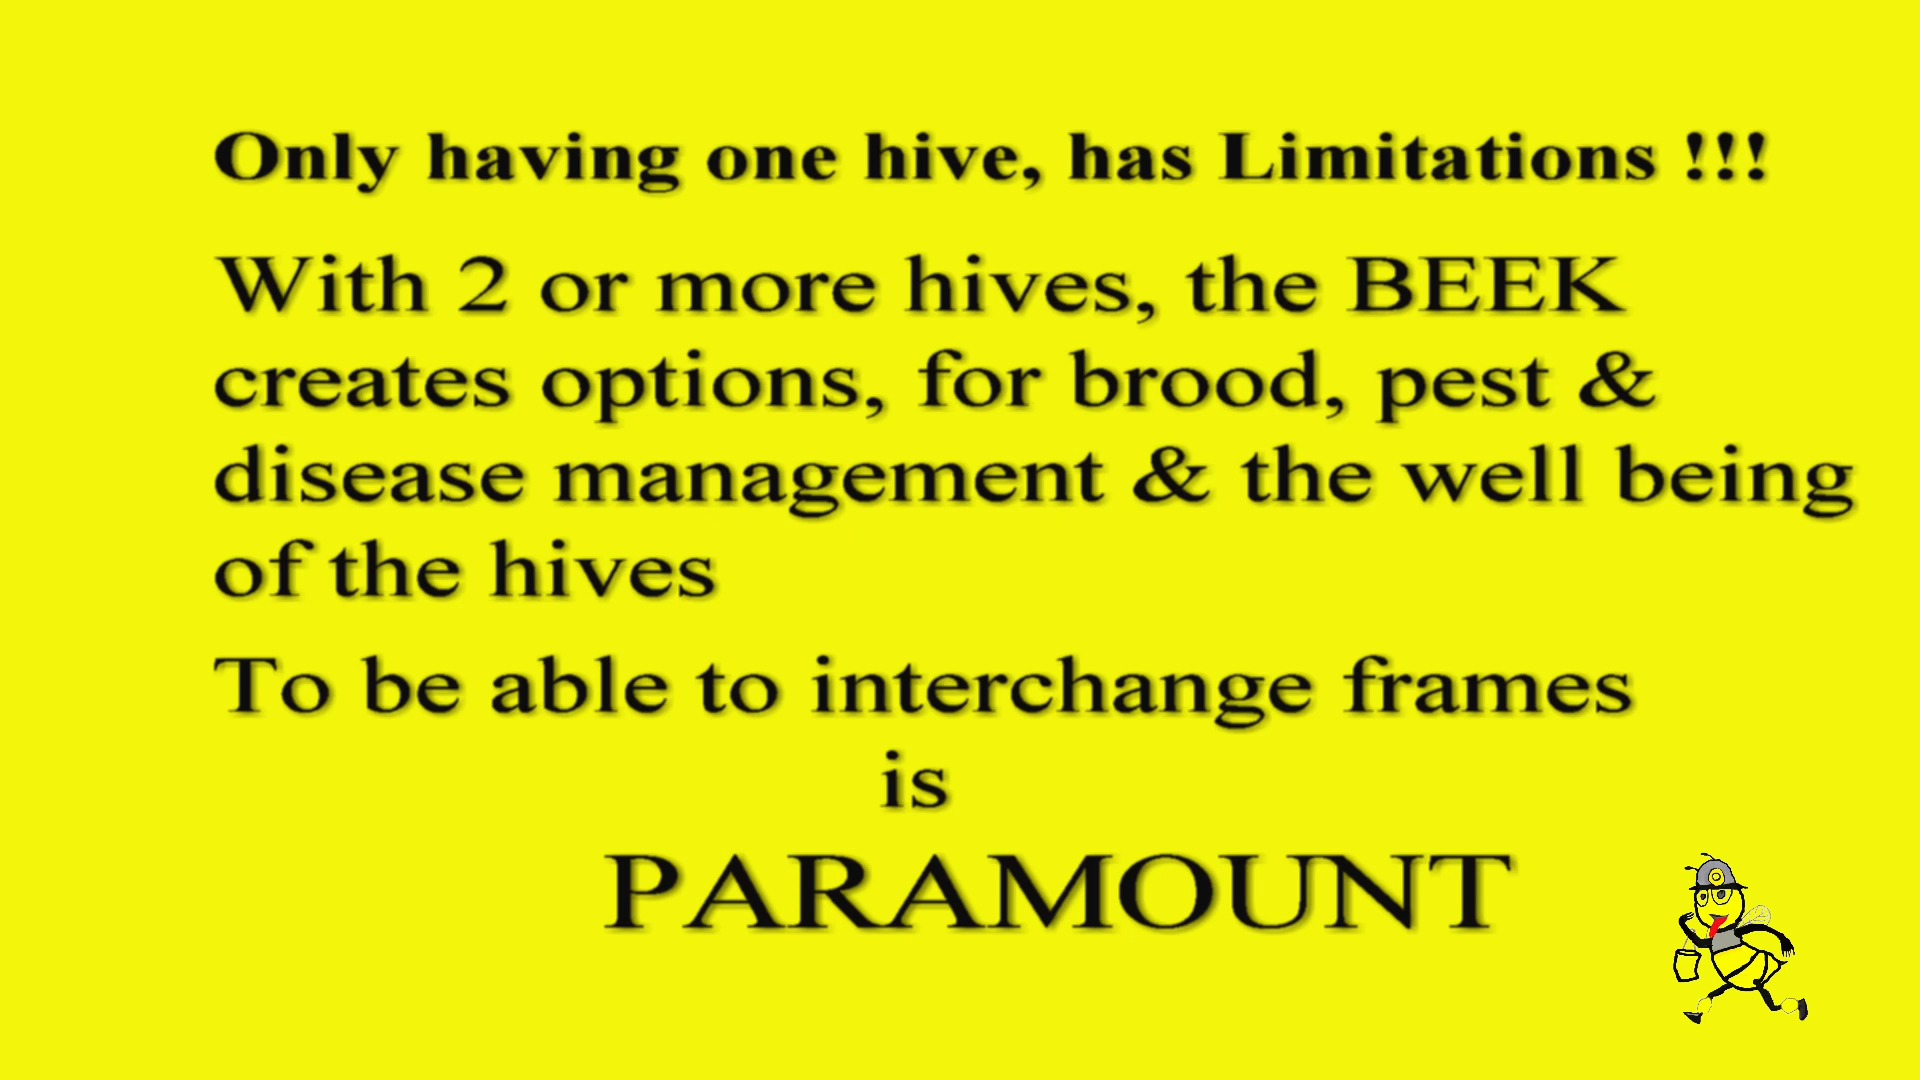 Only having one hive, has Limitations !!!
With 2 or more hives, the BEEK
creates options, for brood, pest &
disease management & the well being
of the hives
To be able to interchange frames
is
PARAMOUNT